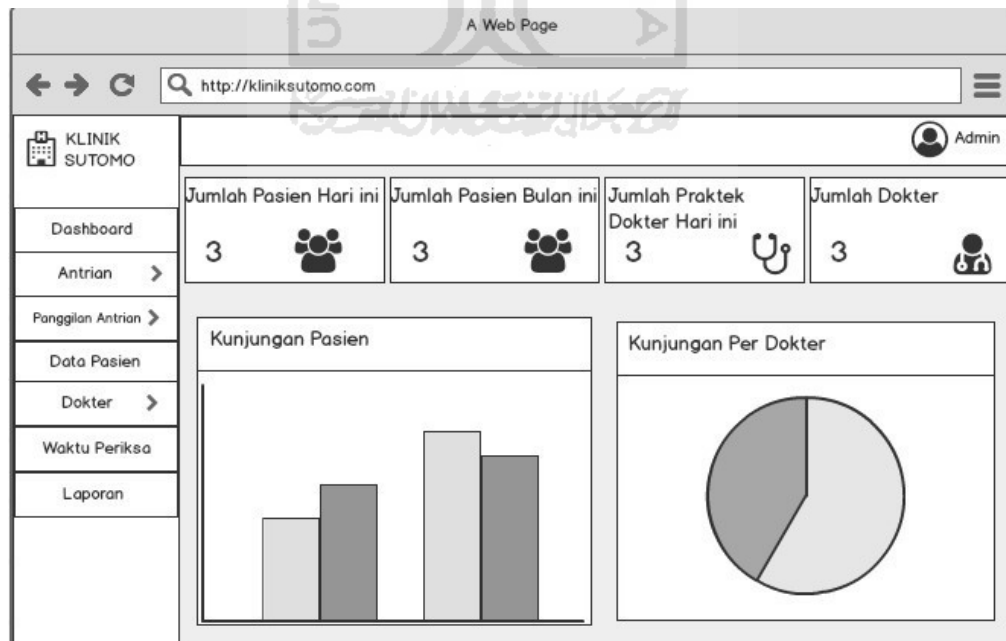 A Web Page
http://kliniksutomo.com
KLINIK
SUTOMO
Admin
Dashboard
Antrian
Panggilan Antrian
Data Pasien
Dokter
Waktu Periksa
Laporan
Jumlah Pasien Hari ini
3
Jumlah Pasien Bulan ini
3
Jumlah Praktek
Dokter Hari ini
3
Jumlah Dokter
3
Kunjungan Pasien
Kunjungan Per Dokter